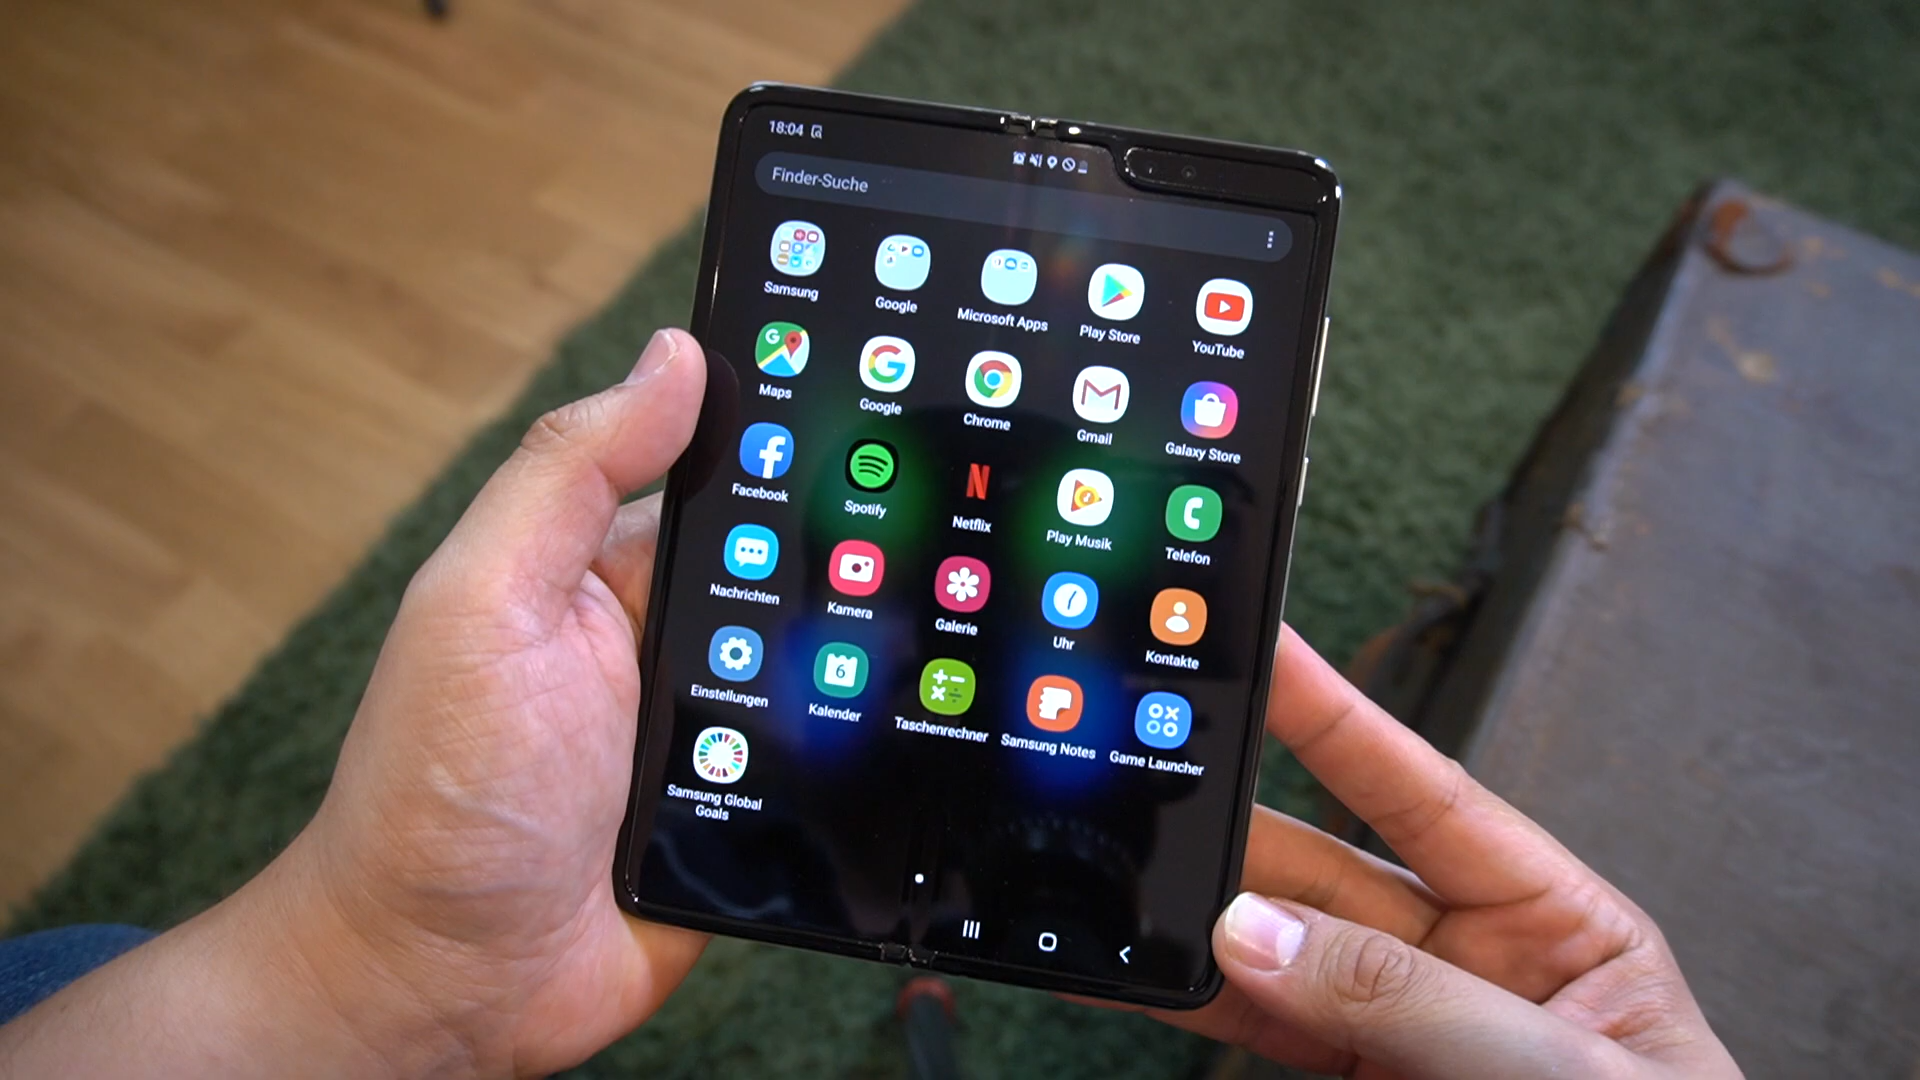 18:04
Finder-Suche
Samsung
Google
Microsoft Apps
Play Store
YouTube
Maps
Google
Chrome
Gmail
Galaxy Store
Facebook
Spotify
Netflix
Play Musik
Telefon
Nachrichten
Kamera
Galerie
Uhr
Kontakte
Einstellungen
6
Kalender
Taschenrechner
Samsung Notes
Game Launcher
Samsung Global
Goals